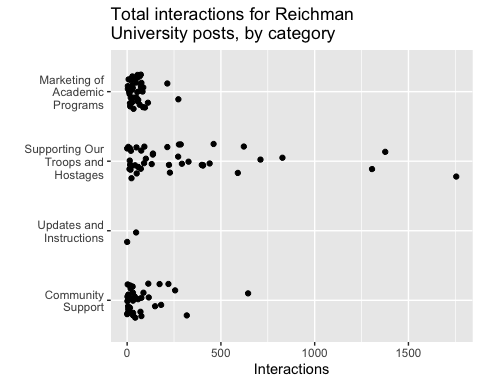 Total interactions for Reichman
University posts, by category
Marketing of
Academic
Programs
Supporting Our
Troops and
Hostages
Updates and
Instructions
Community
Support
0
500
1000
1500
Interactions